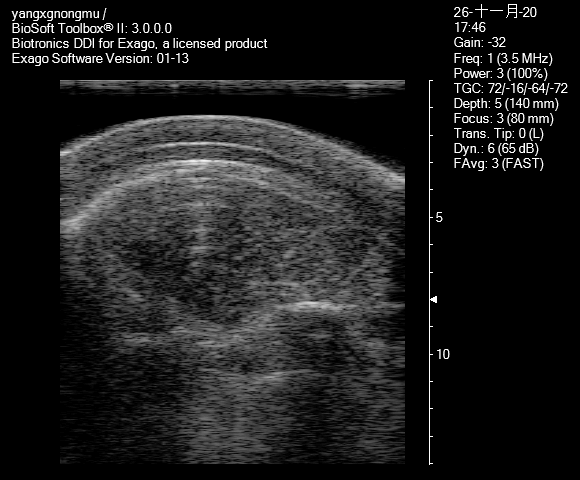 yangxgnongmu /
BioSoft Toolbox® II: 3.0.0.0
Biotronics DDI for Exago, a licensed product
Exago Software Version: 01-13
26-十一月-20
17:46
Gain: -32
Freq: 1 (3.5 MHz)
Power: 3 (100%)
TGC: 72/-16/-64/-72
Depth: 5 (140 mm)
Focus: 3 (80 mm)
Trans. Tip: 0 (L)
Dyn.: 6 (65 dB)
FAvg: 3 (FAST)
5
10